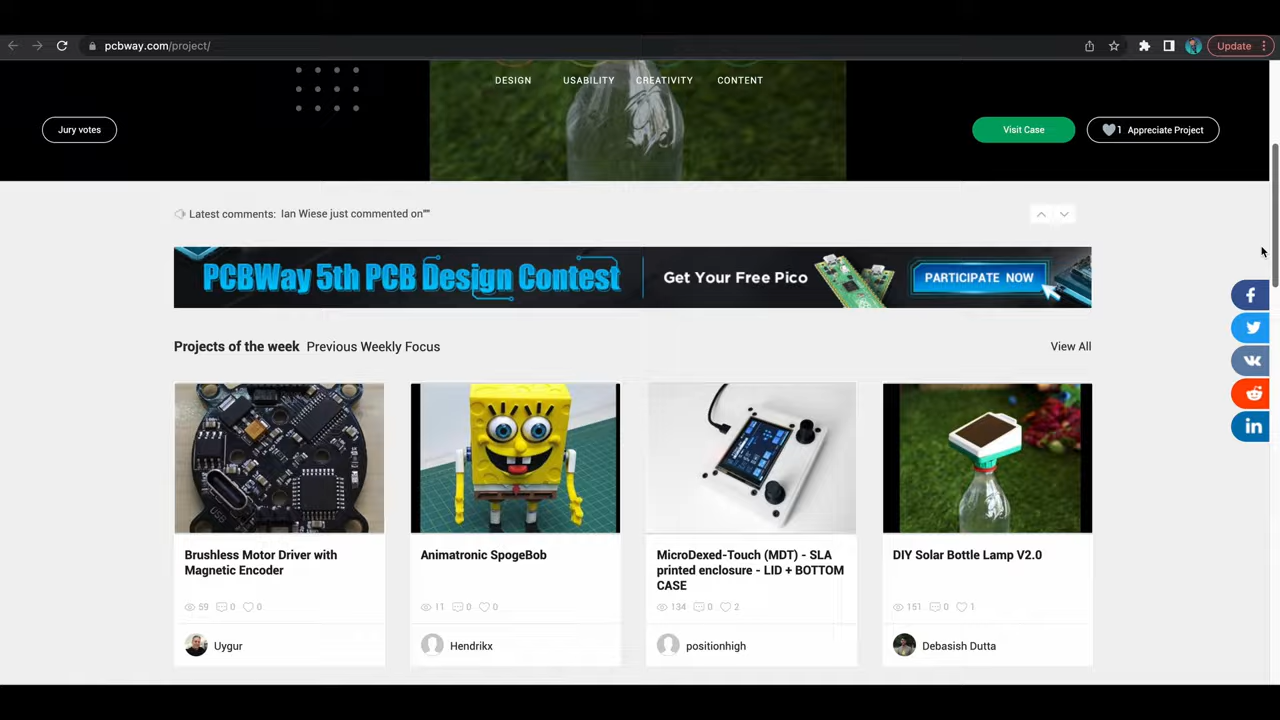 pcbway.com/project/
Update
DESIGN USABILITY CREATIVITY CONTENT
Jury votes
Visit Case
1 Appreciate Project
Latest comments: Ian Wiese just commented on""
PCBWay 5th PCB Design Contest
Get Your Free Pico
PARTICIPATE NOW
Projects of the week Previous Weekly Focus
View All
Brushless Motor Driver with
Magnetic Encoder
59 0 0
Uygur
Animatronic SpogeBob
11 0 0
Hendrikx
MicroDexed-Touch (MDT) - SLA
printed enclosure - LID + BOTTOM
CASE
134 0 2
positionhigh
DIY Solar Bottle Lamp V2.0
151 0 1
Debasish Dutta